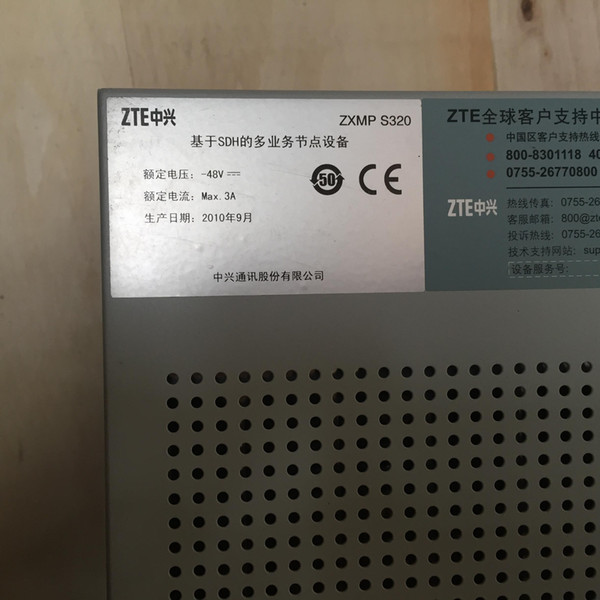 ZTE中兴
ZXMP S320
基于SDH的多业务节点设备
额定电压: -48V
额定电流: Max.3A
生产日期: 2010年9月
50
CE
中兴通讯股份有限公司
ZTE全球客户支持中
中国区客户支持热线
800-8301118 40
0755-26770800
ZTE中兴
热线传真: 0755-26
客服邮箱: 800@zte
投诉热线: 0755-26
技术支持网站: sup
设备服务号: